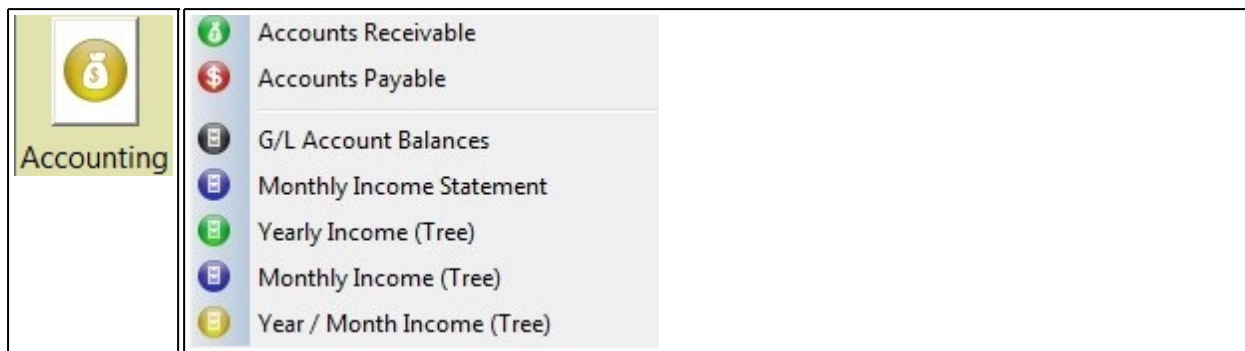 Accounting
Accounts Receivable
Accounts Payable
G/L Account Balances
Monthly Income Statement
Yearly Income (Tree)
Monthly Income (Tree)
Year / Month Income (Tree)